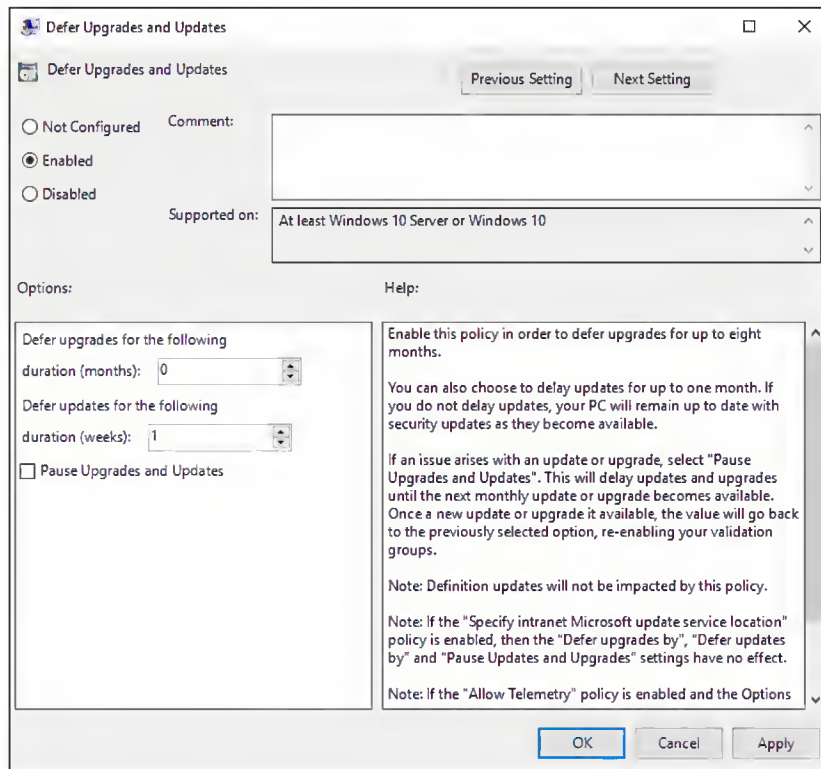 Defer Upgrades and Updates
Defer Upgrades and Updates
Previous Setting
Next Setting
Not Configured
Comment:
Enabled
Disabled
Supported on:
At least Windows 10 Server or Windows 10
Options:
Help:
Defer upgrades for the following
duration (months): 0
Defer updates for the following
duration (weeks): 1
Pause Upgrades and Updates
Enable this policy in order to defer upgrades for up to eight
months.
You can also choose to delay updates for up to one month. If
you do not delay updates, your PC will remain up to date with
security updates as they become available.
If an issue arises with an update or upgrade, select "Pause
Upgrades and Updates". This will delay updates and upgrades
until the next monthly update or upgrade becomes available.
Once a new update or upgrade it available, the value will go back
to the previously selected option, re-enabling your validation
groups.
Note: Definition updates will not be impacted by this policy.
Note: If the "Specify intranet Microsoft update service location"
policy is enabled, then the "Defer upgrades by", "Defer updates
by" and "Pause Updates and Upgrades" settings have no effect.
Note: If the "Allow Telemetry" policy is enabled and the Options
OK
Cancel
Apply